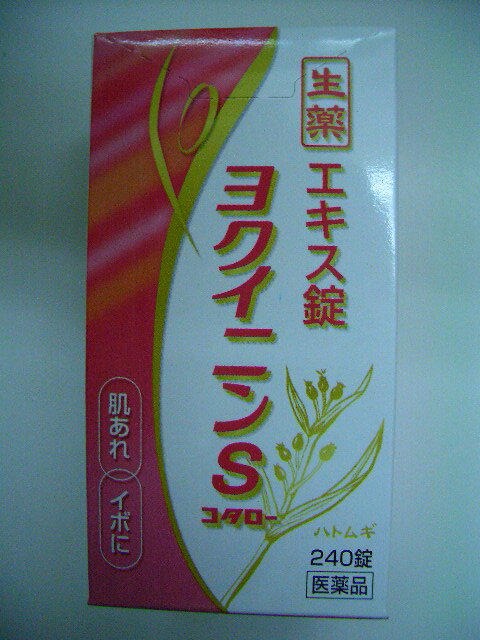 生薬
エキス錠
ヨクイニンS
コタロー
肌あれ
イボに
ハトムギ
240錠
医薬品